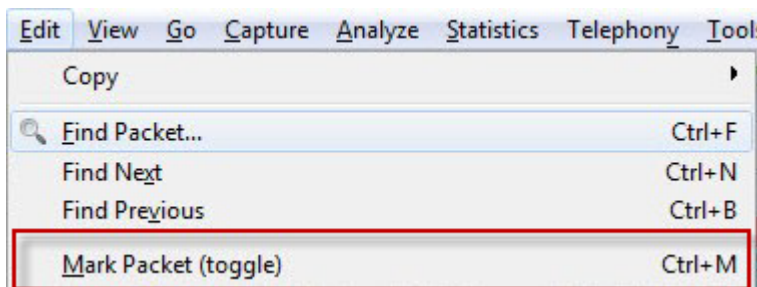 Edit View Go Capture Analyze Statistics Telephony
Copy
Find Packet... Ctrl+F
Find Next Ctrl+N
Find Previous Ctrl+B
Mark Packet (toggle) Ctrl+M